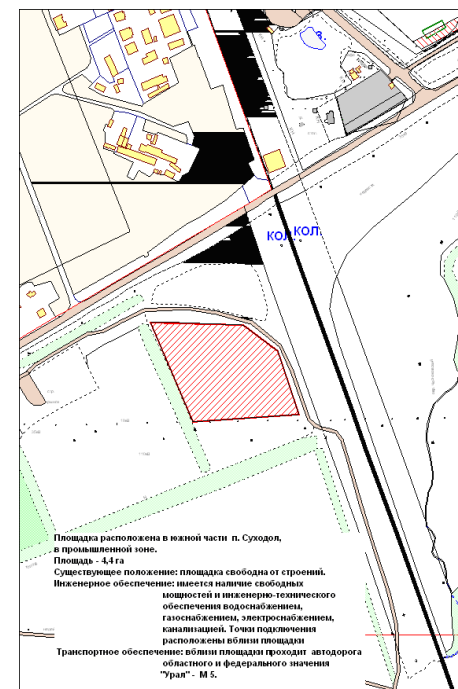 КОЛ.
КОЛ.
Площадка расположена в южной части п. Суходол,
в промышленной зоне.
Площадь - 4,4 га
Существующее положение: площадка свободна от строений.
Инженерное обеспечение: имеется наличие свободных
мощностей и инженерно-технического
обеспечения водоснабжением,
газоснабжением, электроснабжением,
канализацией. Точки подключения
расположены вблизи площадки
Транспортное обеспечение: вблизи площадки проходит автодорога
областного и федерального значения
"Урал" - М 5.